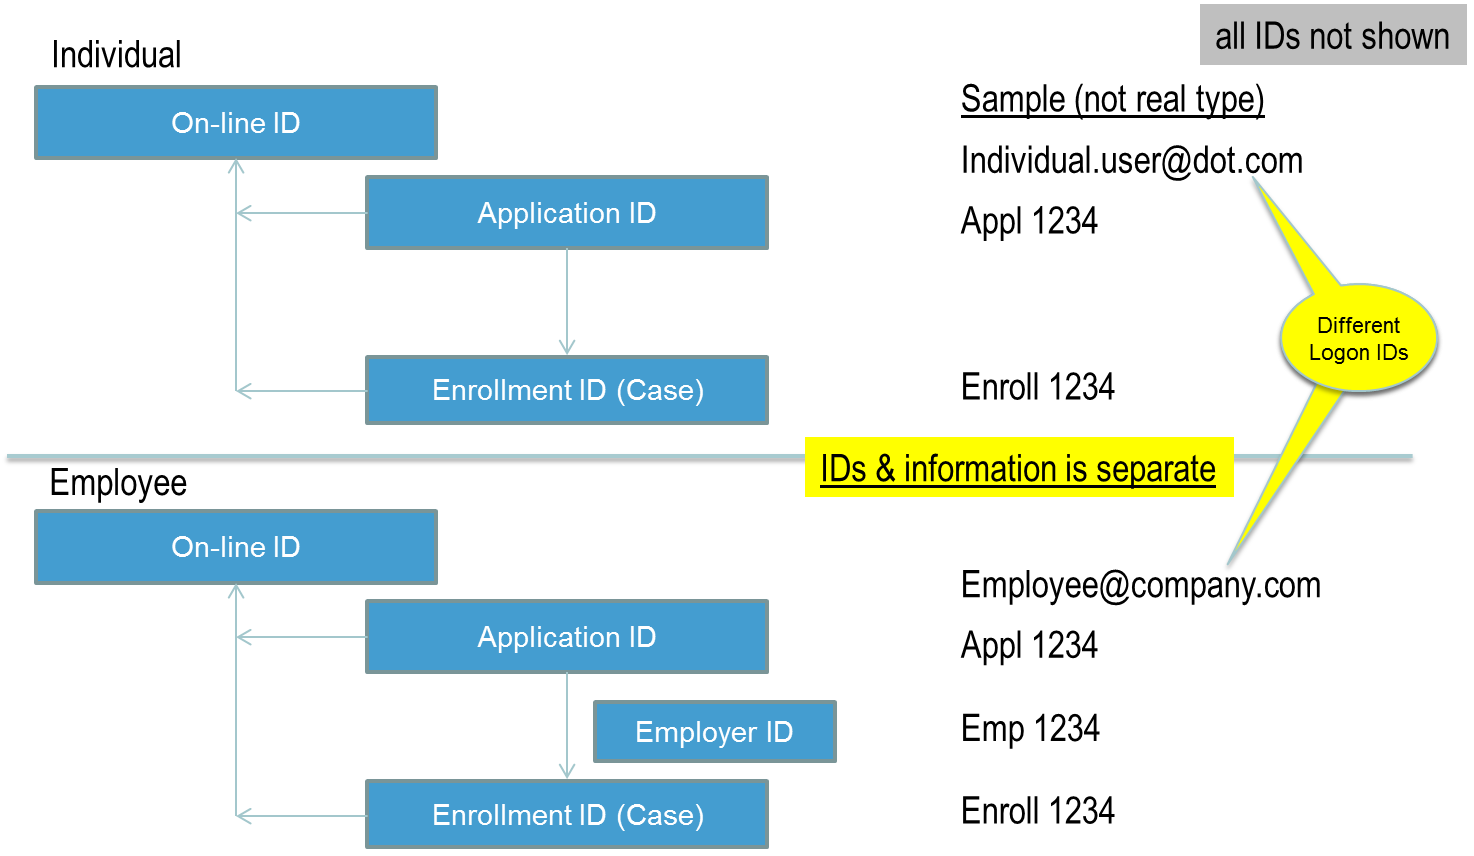 all IDs not shown
Individual
Sample (not real type)
On-line ID
Individual.user@dot.com
Application ID
Appl 1234
Different
Logon IDs
Enrollment ID (Case)
Enroll 1234
IDs & information is separate
Employee
On-line ID
Employee@company.com
Application ID
Appl 1234
Employer ID
Emp 1234
Enrollment ID (Case)
Enroll 1234